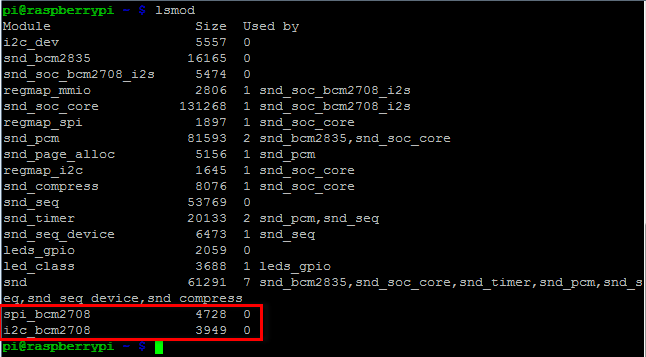 pi@raspberrypi ~ $ lsmod
Module Size Used by
i2c_dev 5557 0
snd_bcm2835 16165 0
snd_soc_bcm2708_i2s 5474 0
regmap_mmio 2806 1 snd_soc_bcm2708_i2s
snd_soc_core 131268 1 snd_soc_bcm2708_i2s
regmap_spi 1897 1 snd_soc_core
snd_pcm 81593 2 snd_bcm2835,snd_soc_core
snd_page_alloc 5156 1 snd_pcm
regmap_i2c 1645 1 snd_soc_core
snd_compress 8076 1 snd_soc_core
snd_seq 53769 0
snd_timer 20133 2 snd_pcm,snd_seq
snd_seq_device 6473 1 snd_seq
leds_gpio 2059 0
led_class 3688 1 leds_gpio
snd 61291 7 snd_bcm2835,snd_soc_core,snd_timer,snd_pcm,snd_s
eq,snd_seq_device,snd_compress
spi_bcm2708 4728 0
i2c_bcm2708 3949 0
pi@raspberrypi ~ $